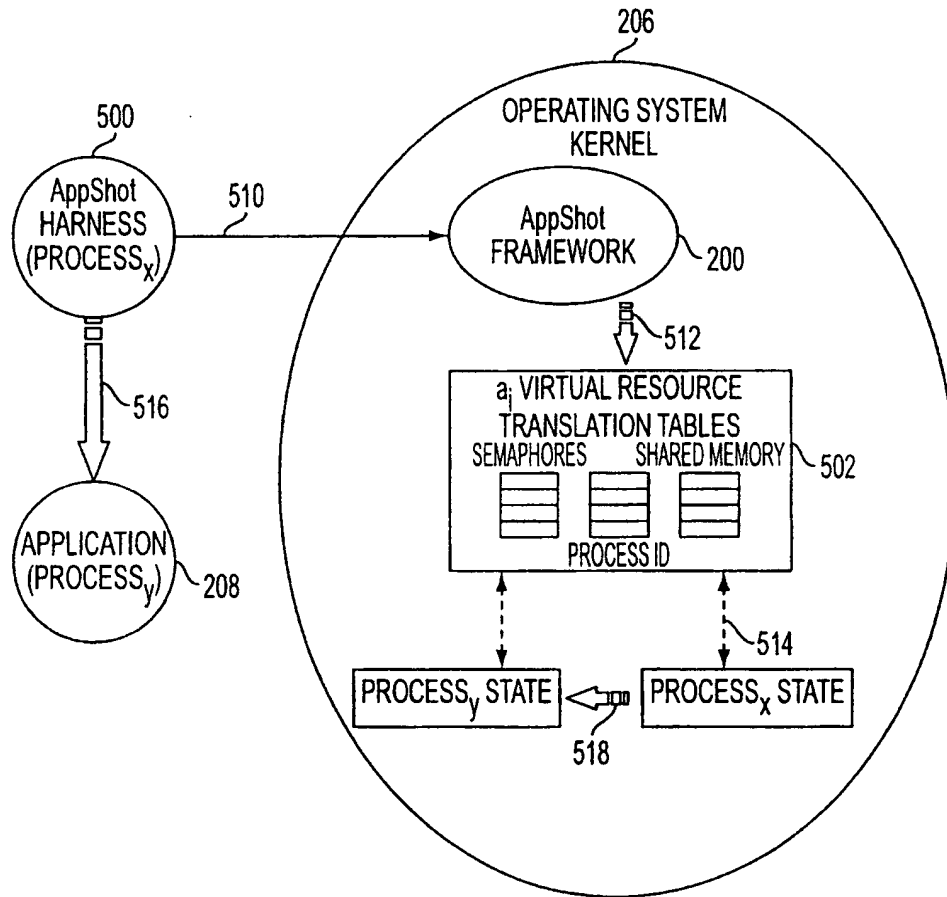 206
OPERATING SYSTEM
KERNEL
500
AppShot
HARNESS
(PROCESSx)
510
AppShot
FRAMEWORK
200
512
516
ai VIRTUAL RESOURCE
TRANSLATION TABLES
SEMAPHORES SHARED MEMORY
502
PROCESS ID
APPLICATION
(PROCESSy)
208
514
PROCESSy STATE
PROCESSx STATE
518